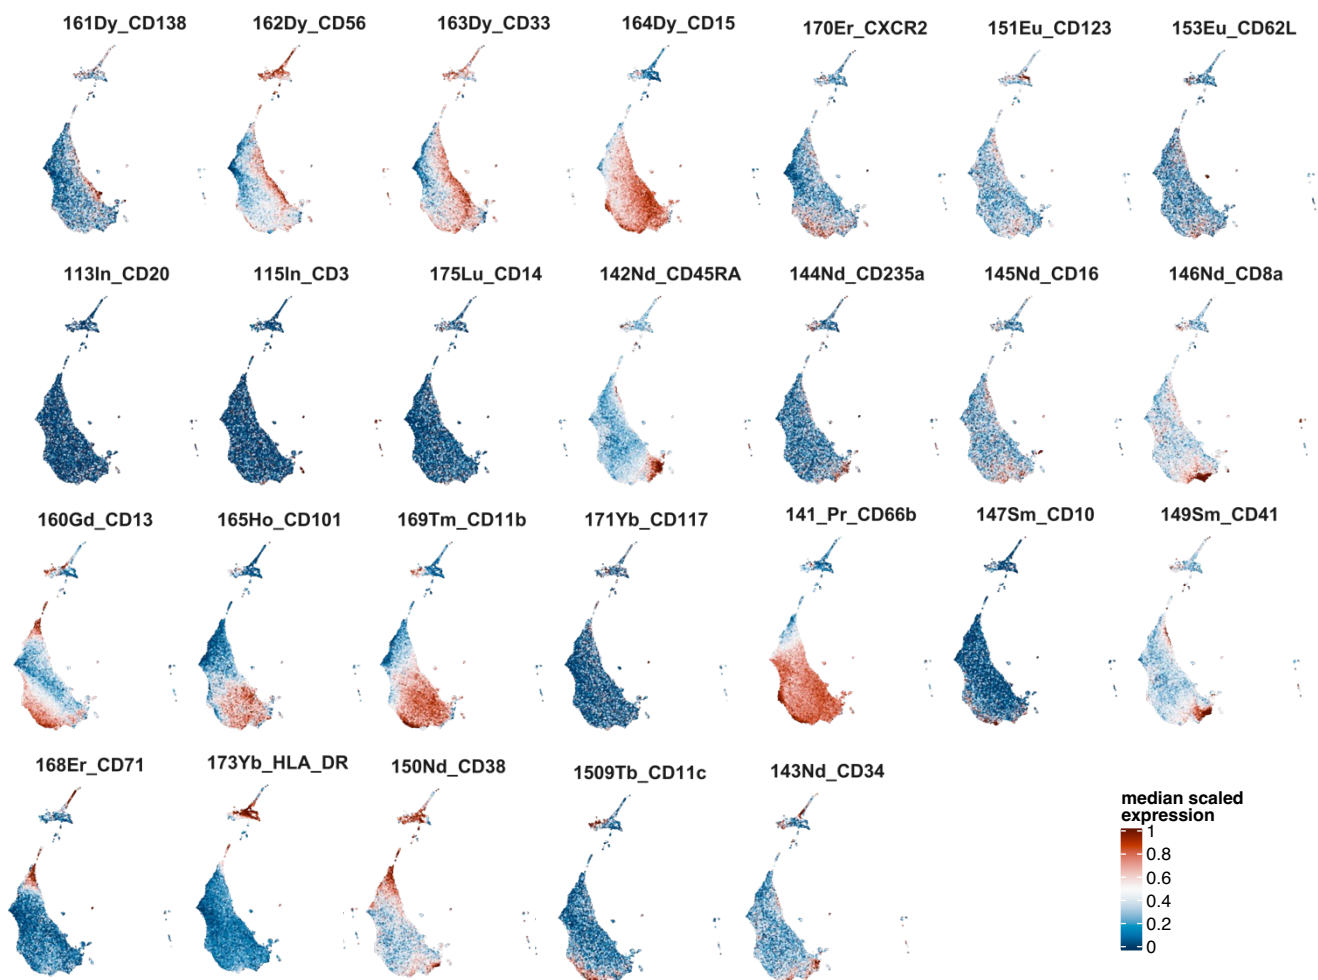 161Dy_CD138
162Dy_CD56
163Dy_CD33
164Dy_CD15
170Er_CXCR2
151Eu_CD123
153Eu_CD62L
113In_CD20
115In_CD3
175Lu_CD14
142Nd_CD45RA
144Nd_CD235a
145Nd_CD16
146Nd_CD8a
160Gd_CD13
165Ho_CD101
169Tm_CD11b
171Yb_CD117
141_Pr_CD66b
147Sm_CD10
149Sm_CD41
168Er_CD71
173Yb_HLA_DR
150Nd_CD38
1509Tb_CD11c
143Nd_CD34
median scaled
expression
1
0.8
0.6
0.4
0.2
0